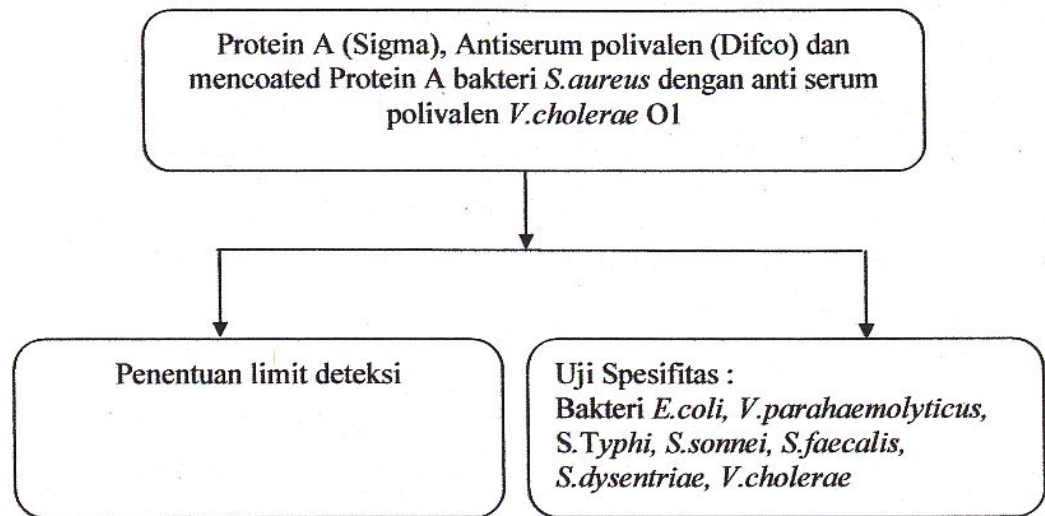 Protein A (Sigma), Antiserum polivalen (Difco) dan
mencoated Protein A bakteri S.aureus dengan anti serum
polivalen V.cholerae O1
Penentuan limit deteksi
Uji Spesifitas :
Bakteri E.coli, V.parahaemolyticus,
S.Typhi, S.sonnei, S.faecalis,
S.dysentriae, V.cholerae